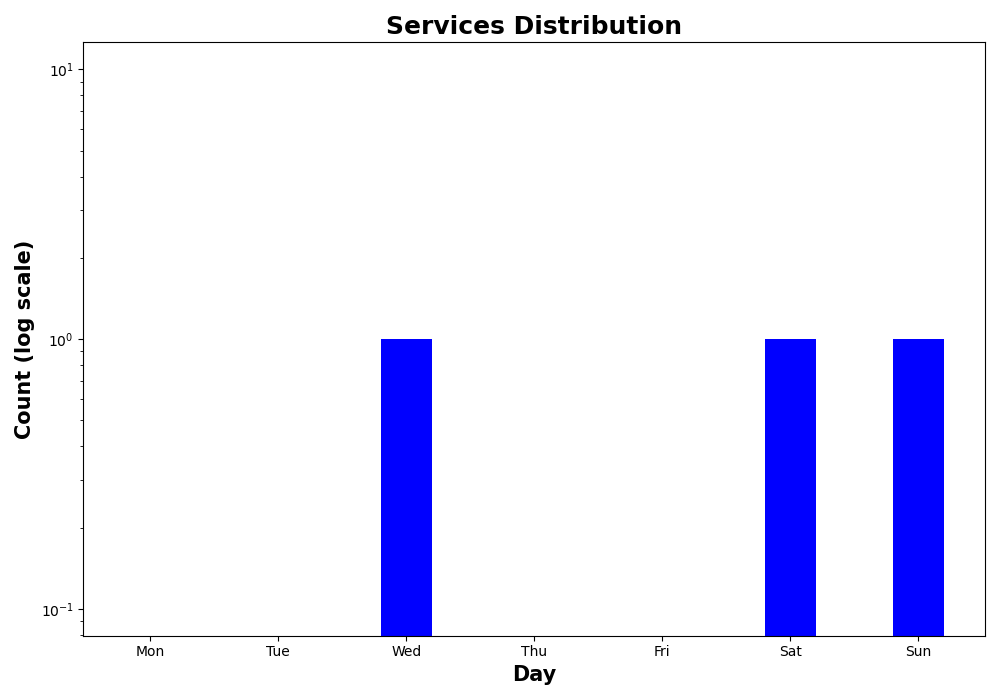 Services Distribution
Count (log scale)
10¹
10⁰
10⁻¹
Mon Tue Wed Thu Fri Sat Sun
Day